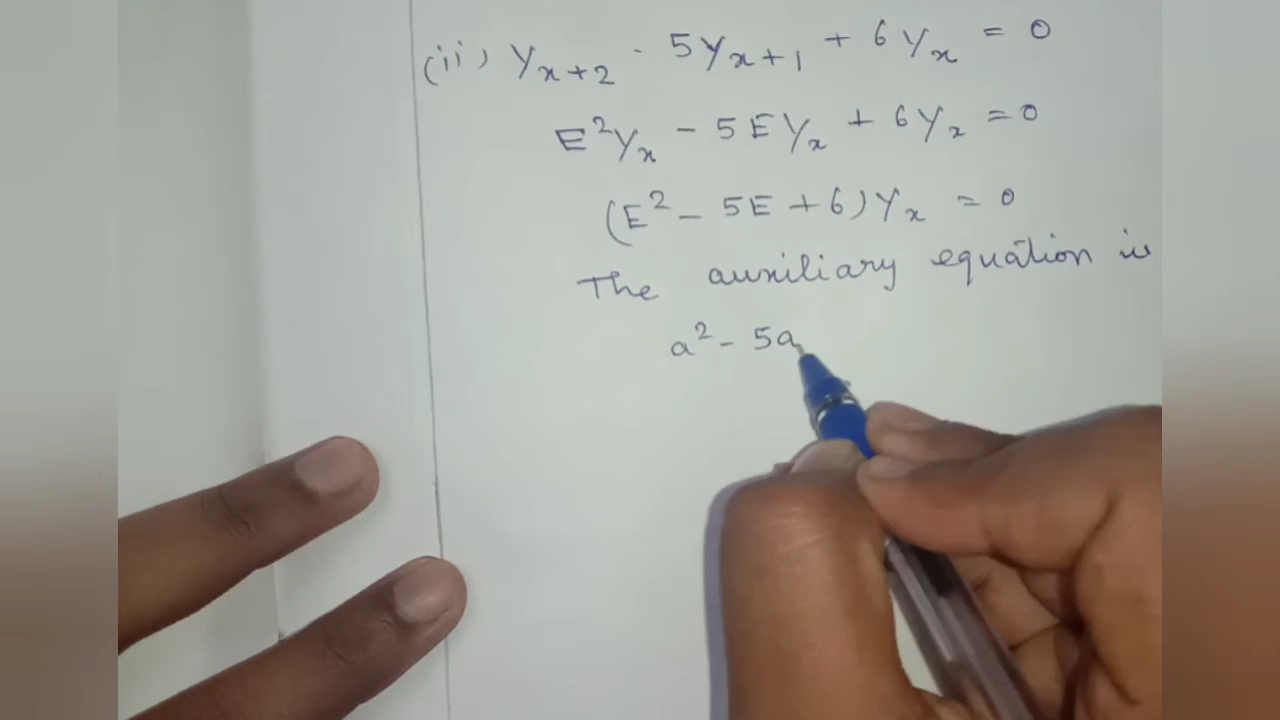 (ii) yₓ₊₂ - 5yₓ₊₁ + 6yₓ = 0
E²yₓ - 5Eyₓ + 6yₓ = 0
(E² - 5E + 6)yₓ = 0
The auxiliary equation is
a² - 5a